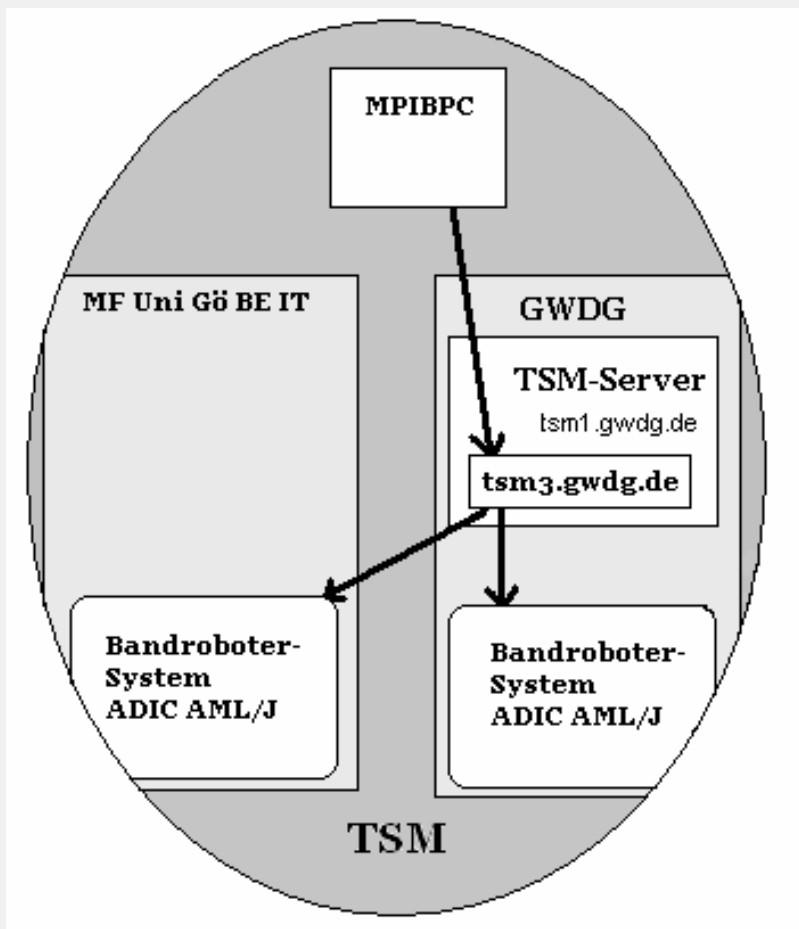 MPIBPC
MF Uni Gö BE IT
GWDG
TSM-Server
tsm1.gwdg.de
tsm3.gwdg.de
Bandroboter-
System
ADIC AML/J
Bandroboter-
System
ADIC AML/J
TSM